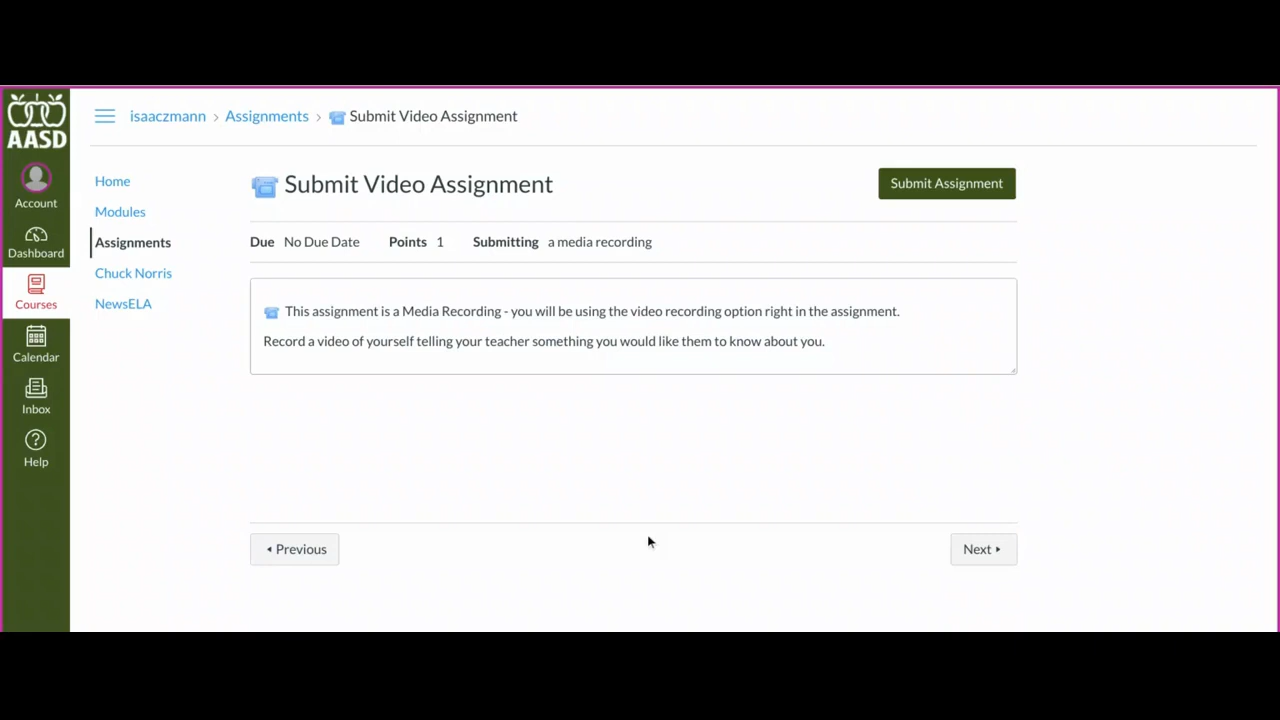 AASD
Account
Dashboard
Courses
Calendar
Inbox
Help
isaaczmann › Assignments › Submit Video Assignment
Home
Modules
Assignments
Chuck Norris
NewsELA
Submit Video Assignment
Submit Assignment
Due No Due Date Points 1 Submitting a media recording
This assignment is a Media Recording - you will be using the video recording option right in the assignment.
Record a video of yourself telling your teacher something you would like them to know about you.
Previous
Next